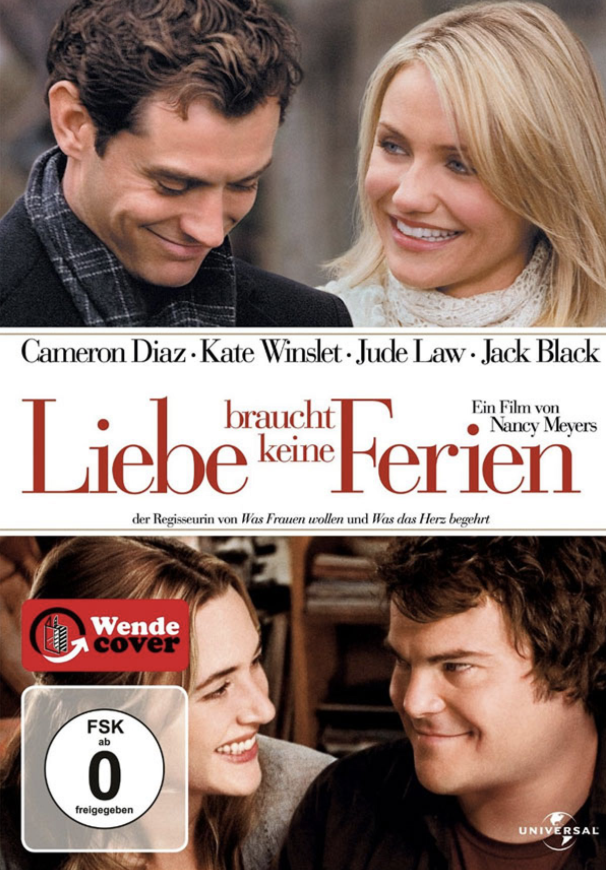 Cameron Diaz · Kate Winslet · Jude Law · Jack Black
Liebe braucht keine Ferien
Ein Film von
Nancy Meyers
der Regisseurin von Was Frauen wollen und Was das Herz begehrt
Wende
cover
FSK
ab
0
freigegeben
UNIVERSAL